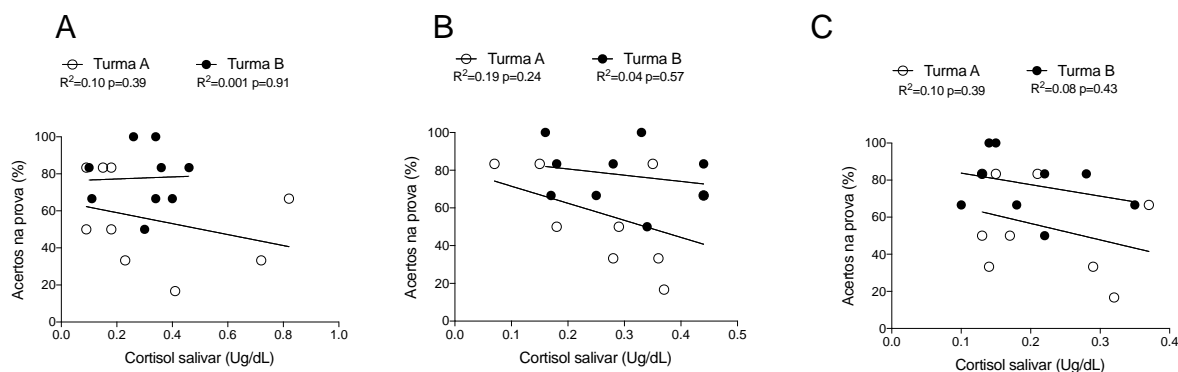 A
Turma A Turma B
R²=0.10 p=0.39 R²=0.001 p=0.91
Acertos na prova (%)
100
80
60
40
20
0
0.0 0.2 0.4 0.6 0.8 1.0
Cortisol salivar (Ug/dL)
B
Turma A Turma B
R²=0.19 p=0.24 R²=0.04 p=0.57
Acertos na prova (%)
100
80
60
40
20
0
0.0 0.1 0.2 0.3 0.4 0.5
Cortisol salivar (Ug/dL)
C
Turma A Turma B
R²=0.10 p=0.39 R²=0.08 p=0.43
Acertos na prova (%)
100
80
60
40
20
0
0.0 0.1 0.2 0.3 0.4
Cortisol salivar (Ug/dL)